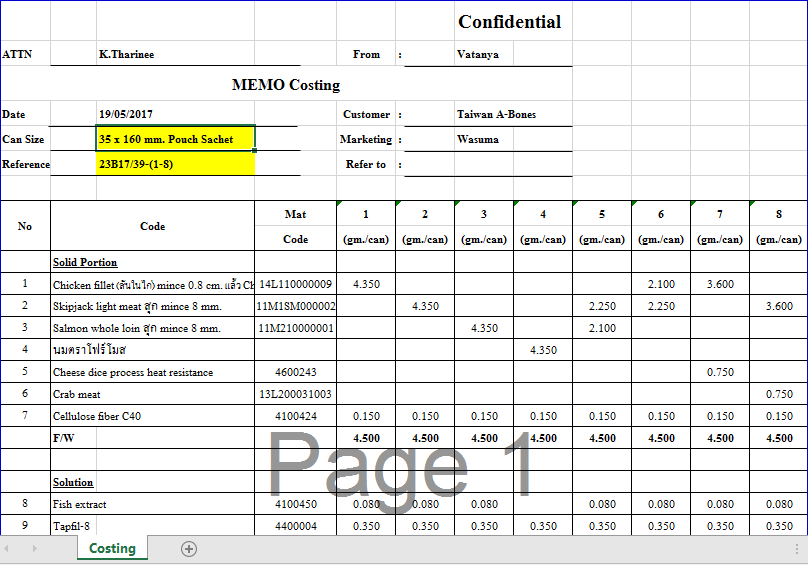 Confidential
ATTN K.Tharinee From : Vatanya
MEMO Costing
Date 19/05/2017 Customer : Taiwan A-Bones
Can Size 35 x 160 mm. Pouch Sachet Marketing : Wasuma
Reference 23B17/39-(1-8) Refer to :
No Code Mat Code 1 (gm./can) 2 (gm./can) 3 (gm./can) 4 (gm./can) 5 (gm./can) 6 (gm./can) 7 (gm./can) 8 (gm./can)
Solid Portion
1 Chicken fillet (สันในไก่) mince 0.8 cm. แล้ว Ch 14L110000009 4.350 2.100 3.600
2 Skipjack light meat สุก mince 8 mm. 11M1SM000002 4.350 2.250 2.250 3.600
3 Salmon whole loin สุก mince 8 mm. 11M210000001 4.350 2.100
4 นมตราโฟร์โมส 4.350
5 Cheese dice process heat resistance 4600243 0.750
6 Crab meat 13L200031003 0.750
7 Cellulose fiber C40 4100424 0.150 0.150 0.150 0.150 0.150 0.150 0.150 0.150
F/W 4.500 4.500 4.500 4.500 4.500 4.500 4.500 4.500
Page 1
Solution
8 Fish extract 4100450 0.080 0.080 0.080 0.080 0.080 0.080 0.080
9 Tapfil-8 4400004 0.350 0.350 0.350 0.350 0.350 0.350 0.350 0.350
Costing